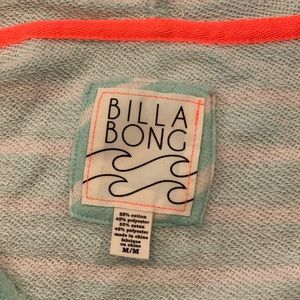 BILLA
BONG
55% cotton
45% polyester
55% coton
45% polyester
made in china
fabriqué
en chine
M/M